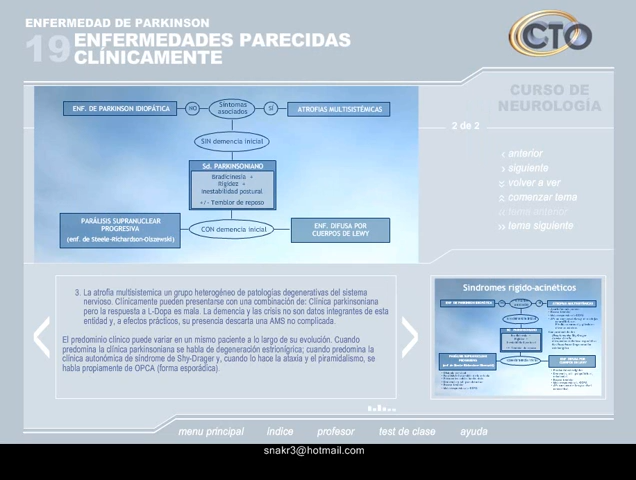 ENFERMEDAD DE PARKINSON
19 ENFERMEDADES PARECIDAS
CLÍNICAMENTE
CTO
CURSO DE
NEUROLOGÍA
2 de 2
‹ anterior
› siguiente
volver a ver
comenzar tema
tema anterior
›› tema siguiente
ENF. DE PARKINSON IDIOPÁTICA
NO
Síntomas
asociados
SÍ
ATROFIAS MULTISISTÉMICAS
SIN demencia inicial
Sd. PARKINSONIANO
Bradicinesia +
Rigidez +
Inestabilidad postural
+/- Temblor de reposo
PARÁLISIS SUPRANUCLEAR
PROGRESIVA
(enf. de Steele-Richardson-Olszewski)
CON demencia inicial
ENF. DIFUSA POR
CUERPOS DE LEWY
3. La atrofia multisistemica un grupo heterogéneo de patologías degenerativas del sistema
nervioso. Clínicamente pueden presentarse con una combinación de: Clínica parkinsoniana
pero la respuesta a L-Dopa es mala. La demencia y las crisis no son datos integrantes de esta
entidad y, a efectos prácticos, su presencia descarta una AMS no complicada.
El predominio clínico puede variar en un mismo paciente a lo largo de su evolución. Cuando
predomina la clínica parkinsoniana se habla de degeneración estrionígrica; cuando predomina la
clínica autonómica de síndrome de Shy-Drager y, cuando lo hace la ataxia y el piramidalismo, se
habla propiamente de OPCA (forma esporádica).
Síndromes rígido-acinéticos
menu principal
índice
profesor
test de clase
ayuda
snakr3@hotmail.com